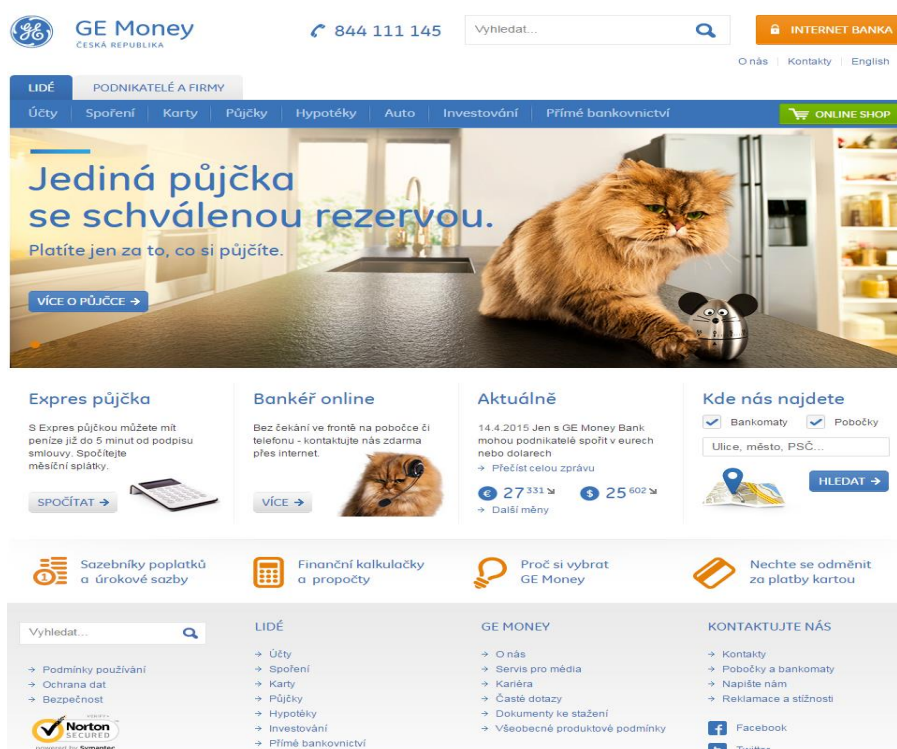 GE Money
ČESKÁ REPUBLIKA
844 111 145
Vyhledat...
INTERNET BANKA
O nás
Kontakty
English
LIDÉ
PODNIKATELÉ A FIRMY
Účty
Spoření
Karty
Půjčky
Hypotéky
Auto
Investování
Přímé bankovnictví
ONLINE SHOP
Jediná půjčka
se schválenou rezervou.
Platíte jen za to, co si půjčíte.
VÍCE O PŮJČCE →
Expres půjčka
S Expres půjčkou můžete mít
peníze již do 5 minut od podpisu
smlouvy. Spočítejte
měsíční splátky.
SPOČÍTAT →
Bankéř online
Bez čekání ve frontě na pobočce či
telefonu - kontaktujte nás zdarma
přes internet.
VÍCE →
Aktuálně
14.4.2015 Jen s GE Money Bank
mohou podnikatelé spořit v eurech
nebo dolarech
→ Přečíst celou zprávu
€ 27 331
$ 25 602
→ Další měny
Kde nás najdete
Bankomaty
Pobočky
Ulice, město, PSČ...
HLEDAT →
Sazebníky poplatků
a úrokové sazby
Finanční kalkulačky
a propočty
Proč si vybrat
GE Money
Nechte se odměnit
za platby kartou
Vyhledat...
→ Podmínky používání
→ Ochrana dat
→ Bezpečnost
Norton
SECURED
powered by Symantec
LIDÉ
→ Účty
→ Spoření
→ Karty
→ Půjčky
→ Hypotéky
→ Investování
→ Přímé bankovnictví
GE MONEY
→ O nás
→ Servis pro média
→ Kariéra
→ Časté dotazy
→ Dokumenty ke stažení
→ Všeobecné produktové podmínky
KONTAKTUJTE NÁS
→ Kontakty
→ Pobočky a bankomaty
→ Napište nám
→ Reklamace a stížnosti
Facebook
Twitter